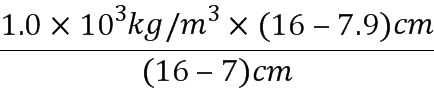 1.0 × 10³kg/m³ × (16 – 7.9)cm
(16 – 7)cm